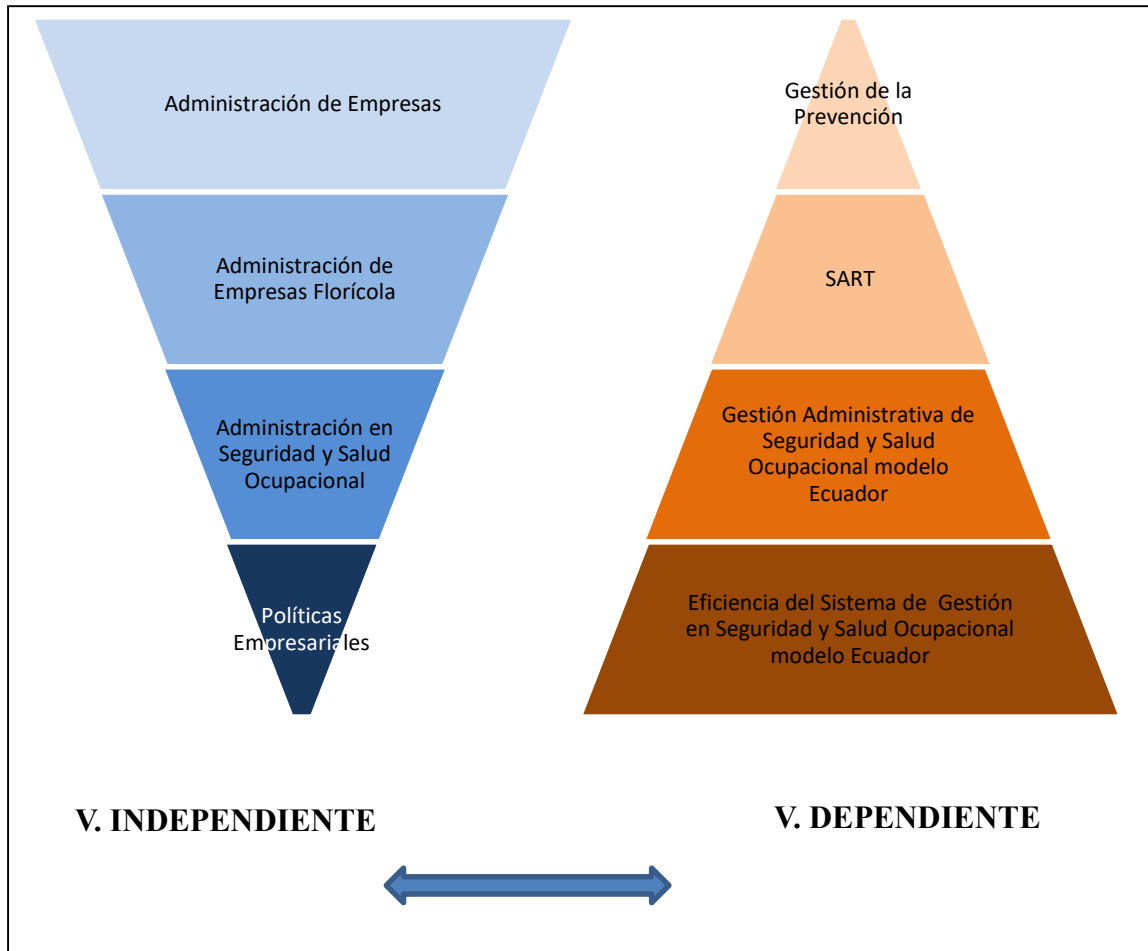 Administración de Empresas
Administración de
Empresas Florícola
Administración en
Seguridad y Salud
Ocupacional
Políticas
Empresariales
Gestión de la
Prevención
SART
Gestión Administrativa de
Seguridad y Salud
Ocupacional modelo
Ecuador
Eficiencia del Sistema de  Gestión
en Seguridad y Salud Ocupacional
modelo Ecuador
V. INDEPENDIENTE
V. DEPENDIENTE